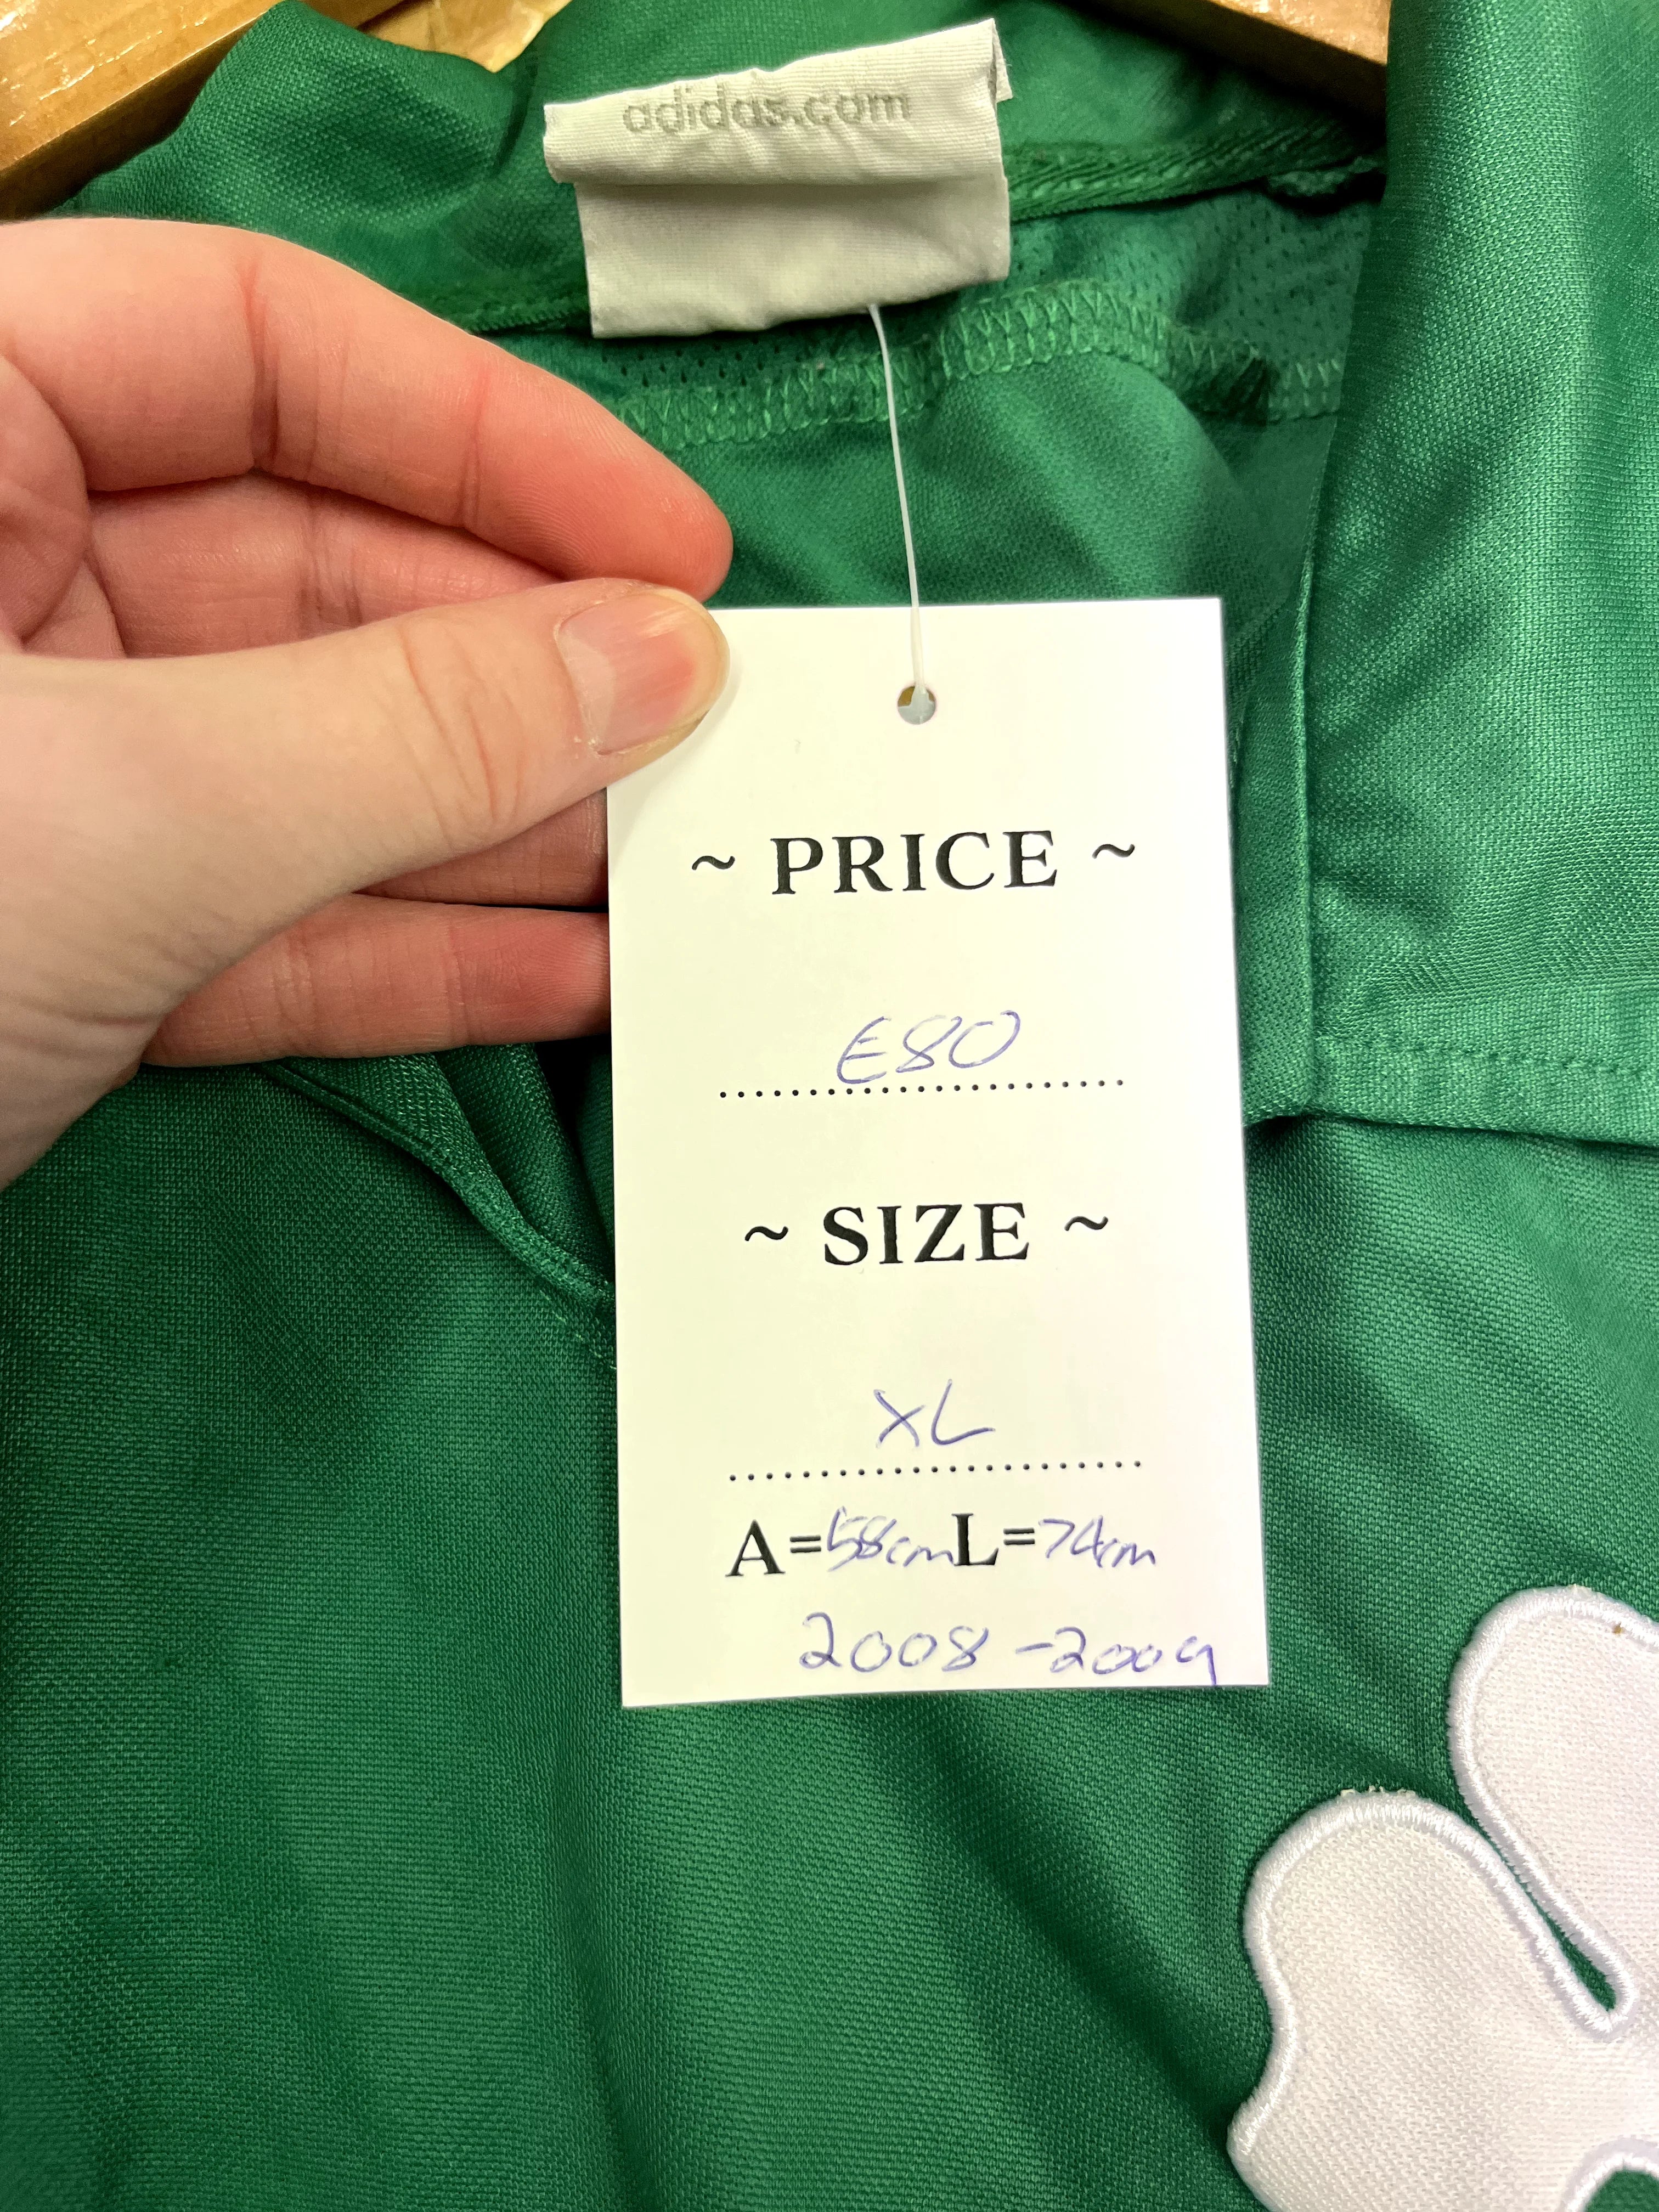 adidas.com
~ PRICE ~
€80
~ SIZE ~
XL
A=58cm L=74cm
2008-2009